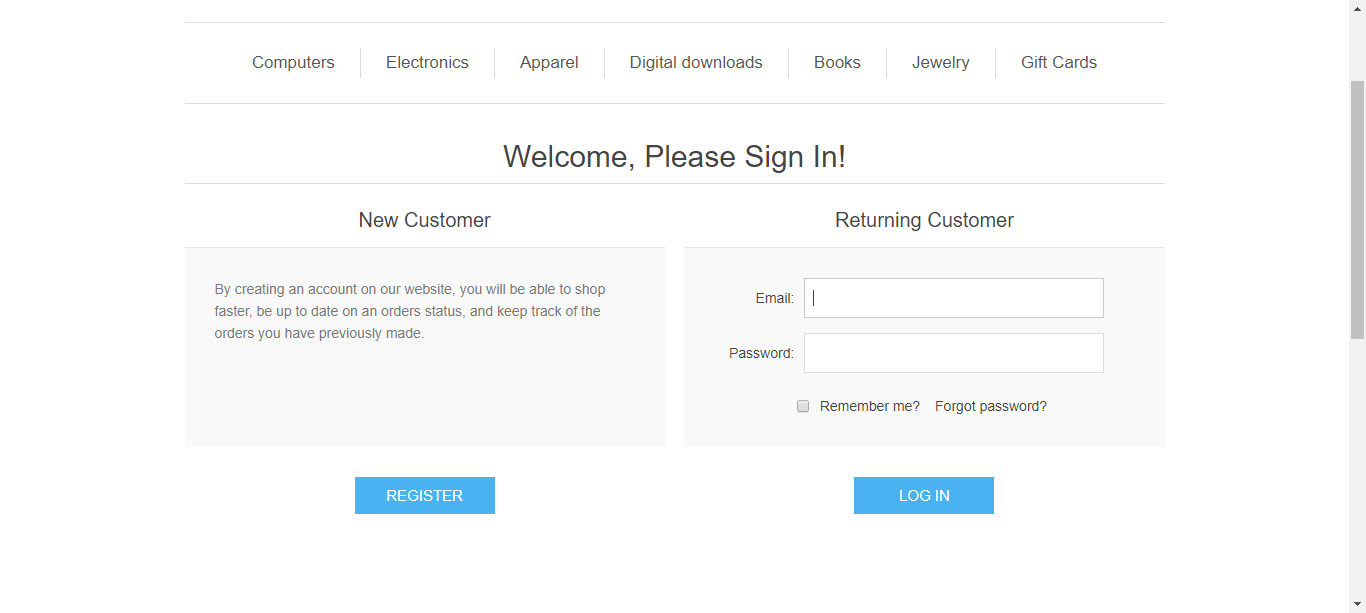 Computers Electronics Apparel Digital downloads Books Jewelry Gift Cards
Welcome, Please Sign In!
New Customer
By creating an account on our website, you will be able to shop
faster, be up to date on an orders status, and keep track of the
orders you have previously made.
REGISTER
Returning Customer
Email:
Password:
Remember me? Forgot password?
LOG IN